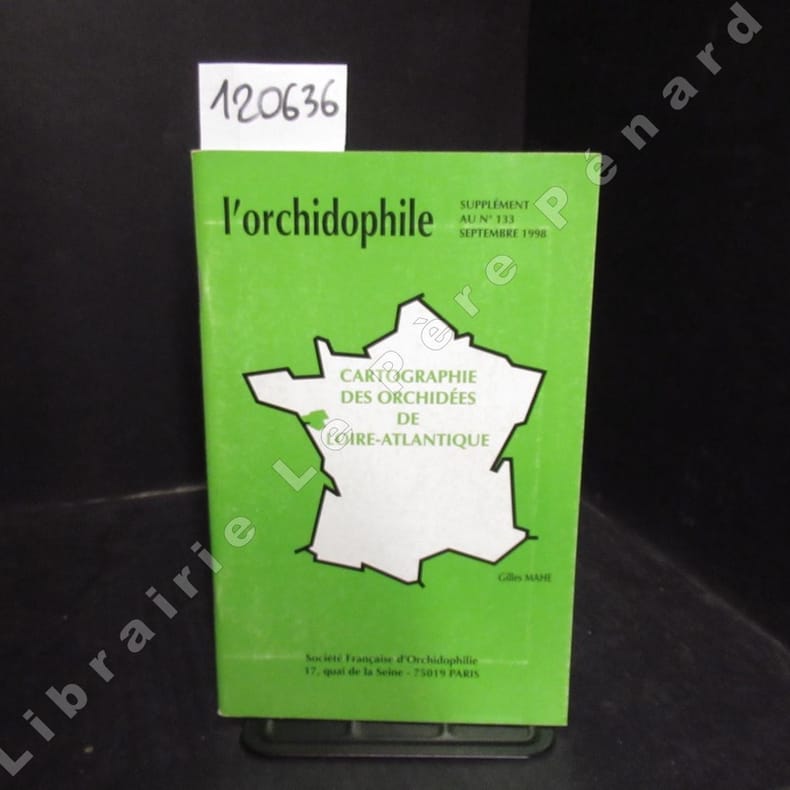 120636
l'orchidophile
SUPPLÉMENT
AU N° 133
SEPTEMBRE 1998
CARTOGRAPHIE
DES ORCHIDÉES
DE
LOIRE-ATLANTIQUE
Gilles MAHE
Société Française d'Orchidophilie
17, quai de la Seine - 75019 PARIS
Librairie Le Père Pénard